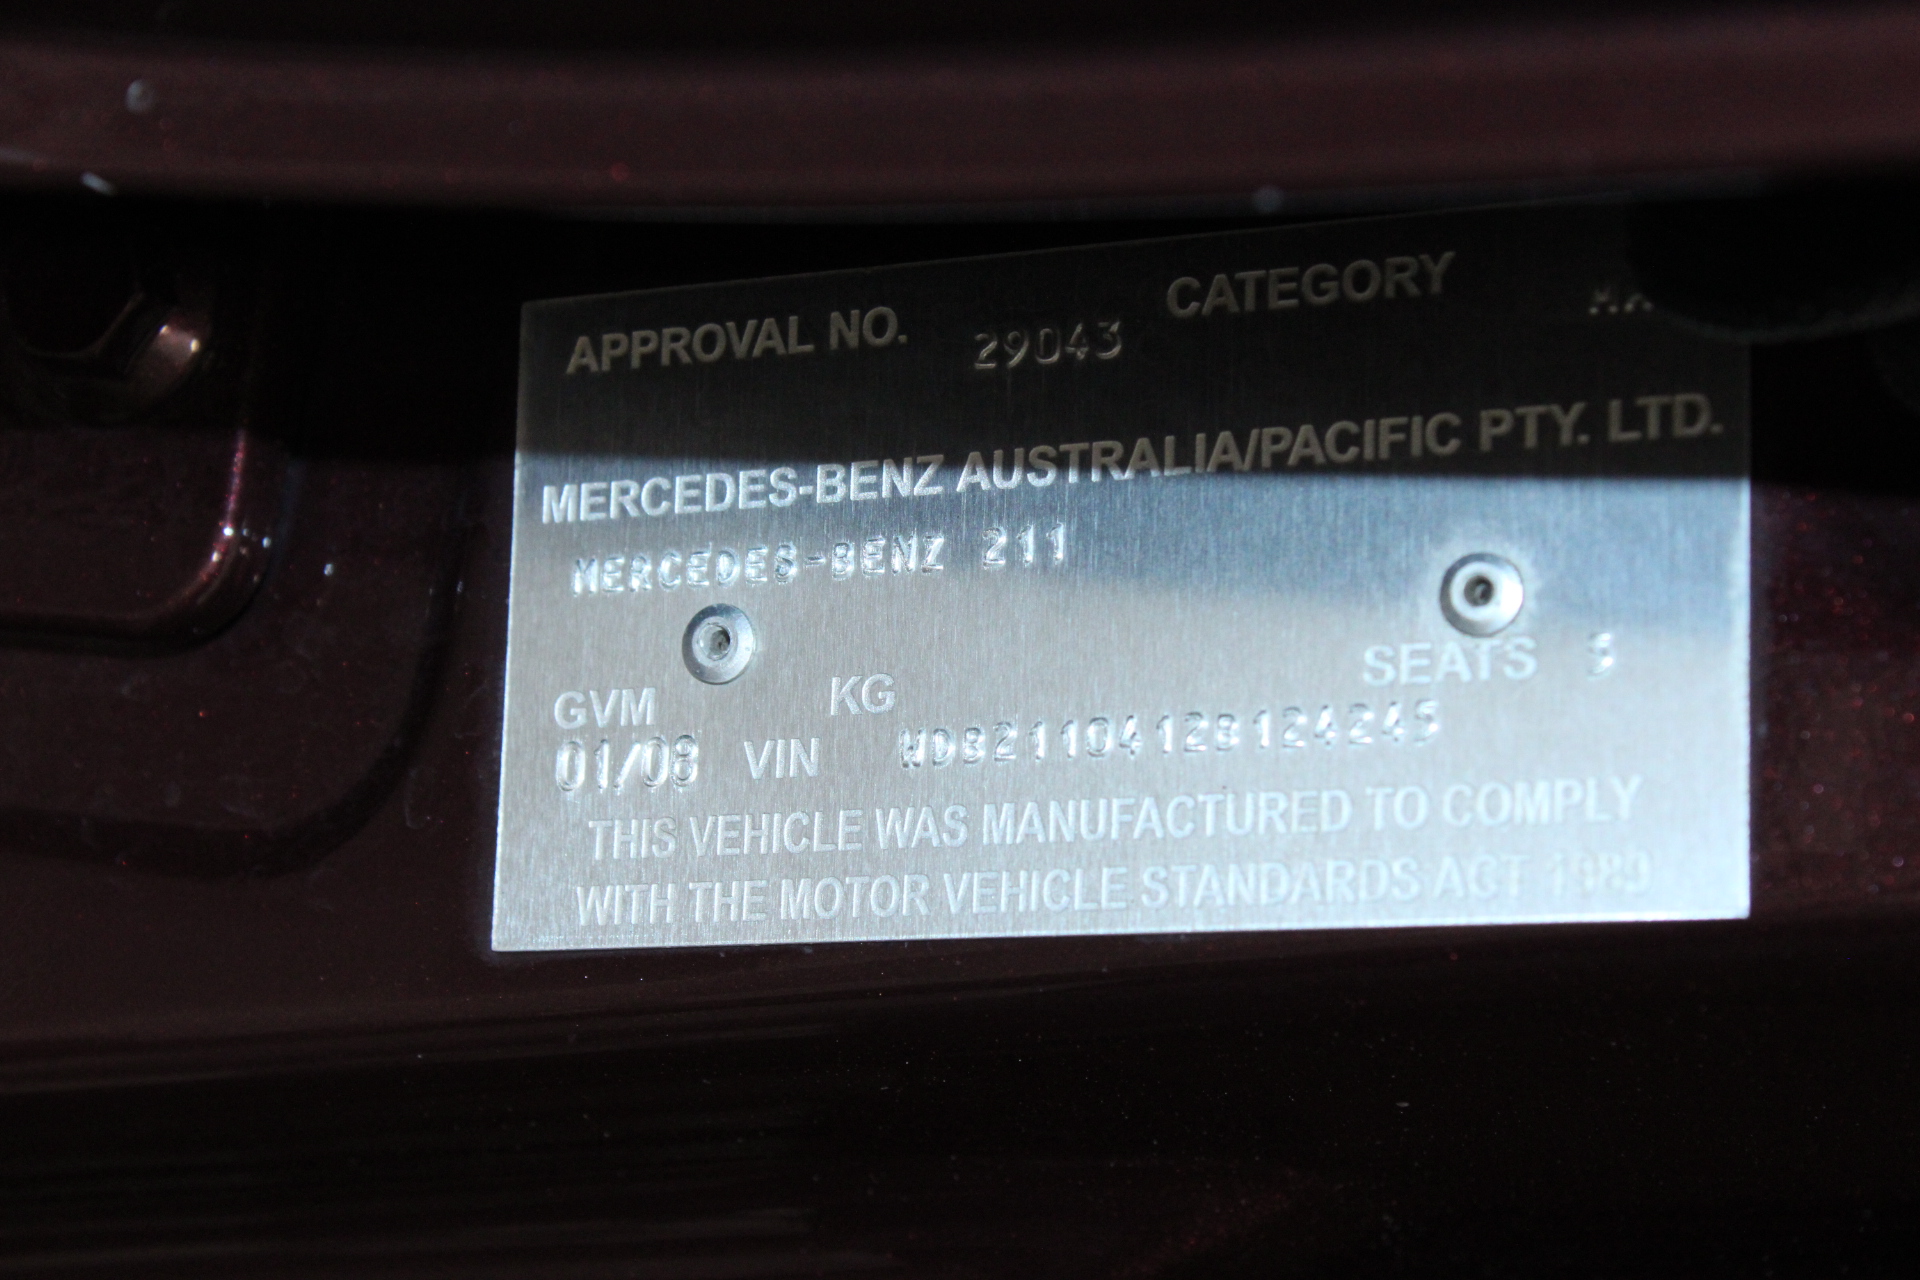 APPROVAL NO. 29043 CATEGORY MA
MERCEDES-BENZ AUSTRALIA/PACIFIC PTY. LTD.
MERCEDES-BENZ 211
SEATS 5
GVM KG
01/08 VIN WDB2110412B124245
THIS VEHICLE WAS MANUFACTURED TO COMPLY
WITH THE MOTOR VEHICLE STANDARDS ACT 1989